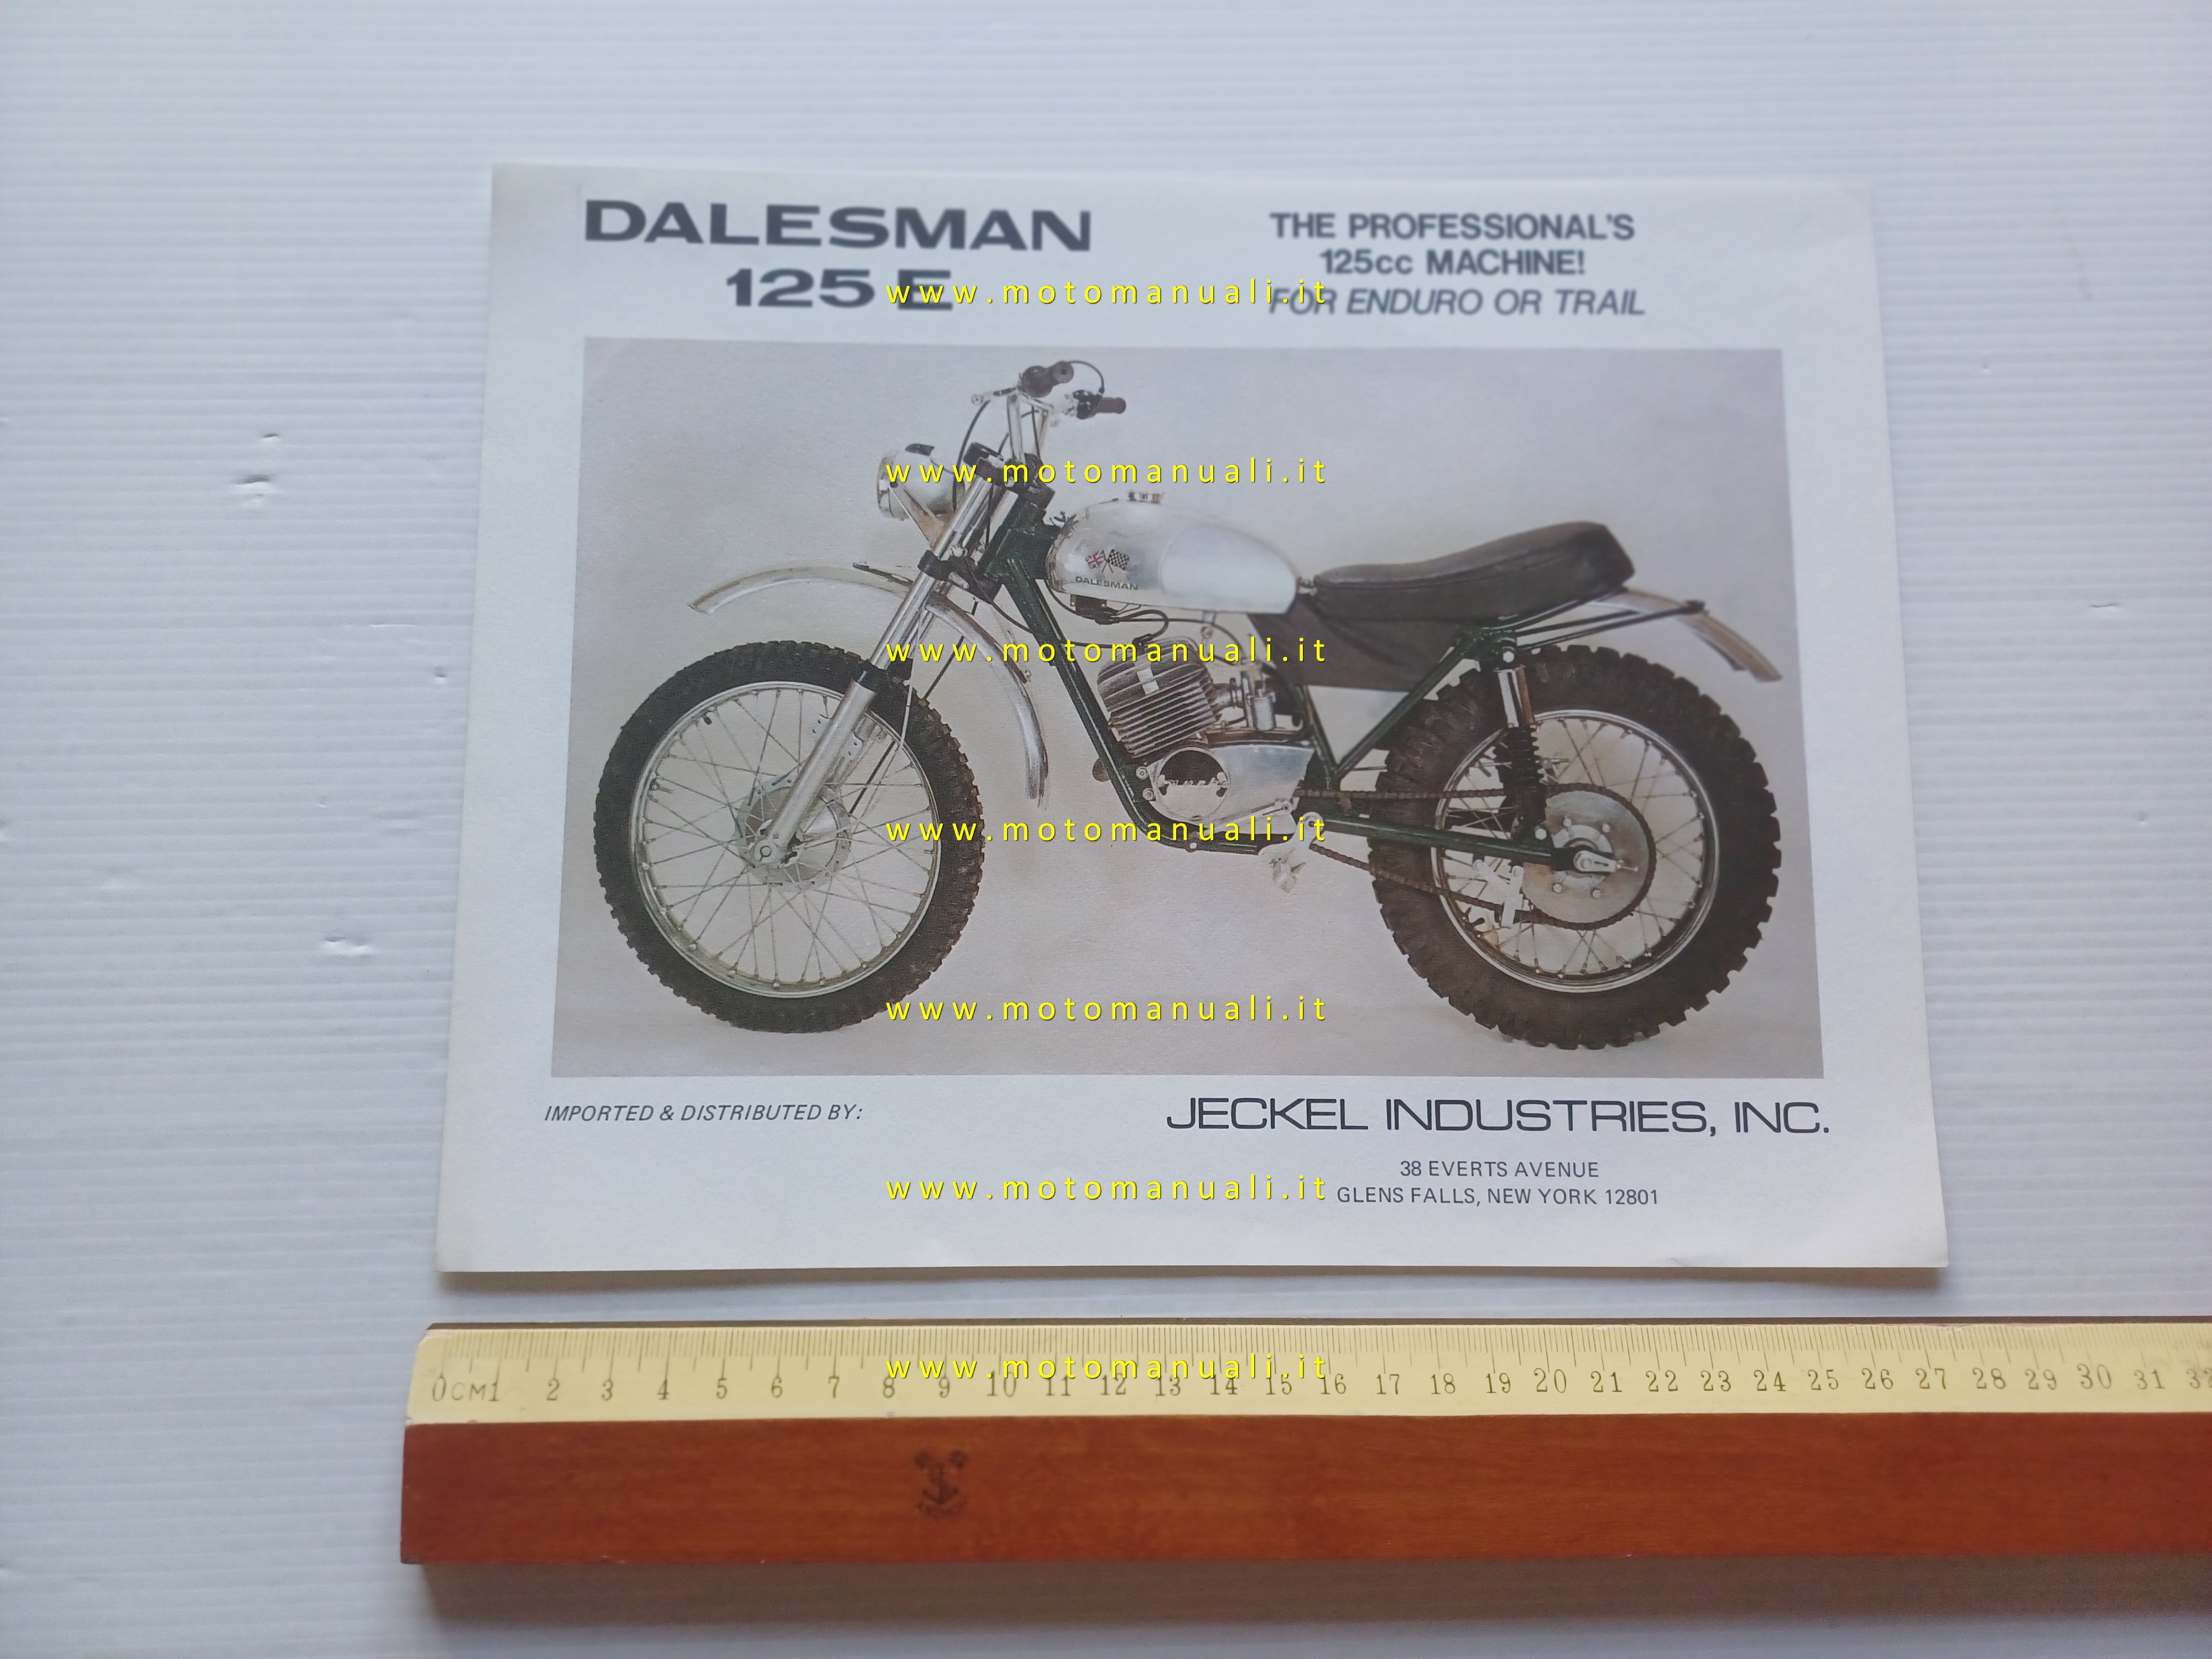 DALESMAN
125 E
THE PROFESSIONAL'S
125cc MACHINE!
FOR ENDURO OR TRAIL
www.motomanuali.it
www.motomanuali.it
DALESMAN
www.motomanuali.it
www.motomanuali.it
www.motomanuali.it
IMPORTED & DISTRIBUTED BY:
JECKEL INDUSTRIES, INC.
38 EVERTS AVENUE
www.motomanuali.it
GLENS FALLS, NEW YORK 12801
www.motomanuali.it
0CM1 2 3 4 5 6 7 8 9 10 11 12 13 14 15 16 17 18 19 20 21 22 23 24 25 26 27 28 29 30 31 32